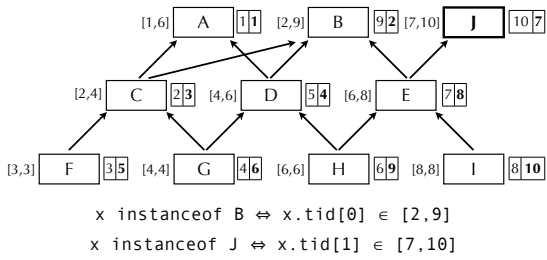 [1,6] A 1 1 [2,9] B 9 2 [7,10] J 10 7
[2,4] C 2 3 [4,6] D 5 4 [6,8] E 7 8
[3,3] F 3 5 [4,4] G 4 6 [6,6] H 6 9 [8,8] I 8 10
x instanceof B ⇔ x.tid[0] ∈ [2,9]
x instanceof J ⇔ x.tid[1] ∈ [7,10]